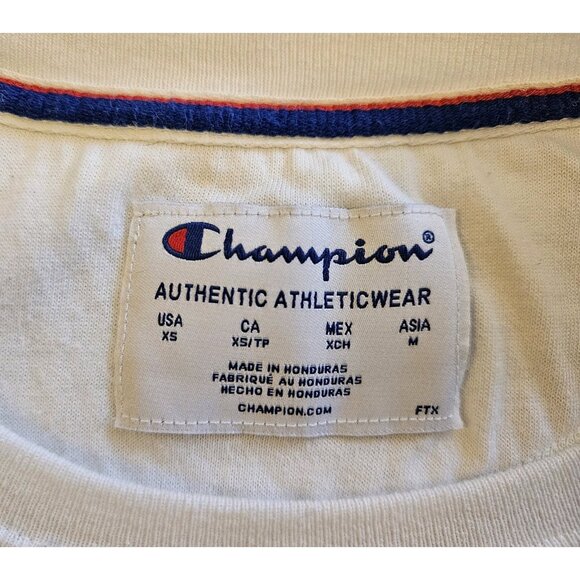 Champion®
AUTHENTIC ATHLETICWEAR
USA CA MEX ASIA
XS XS/TP XCH M
MADE IN HONDURAS
FABRIQUÉ AU HONDURAS
HECHO EN HONDURAS
CHAMPION.COM FTX